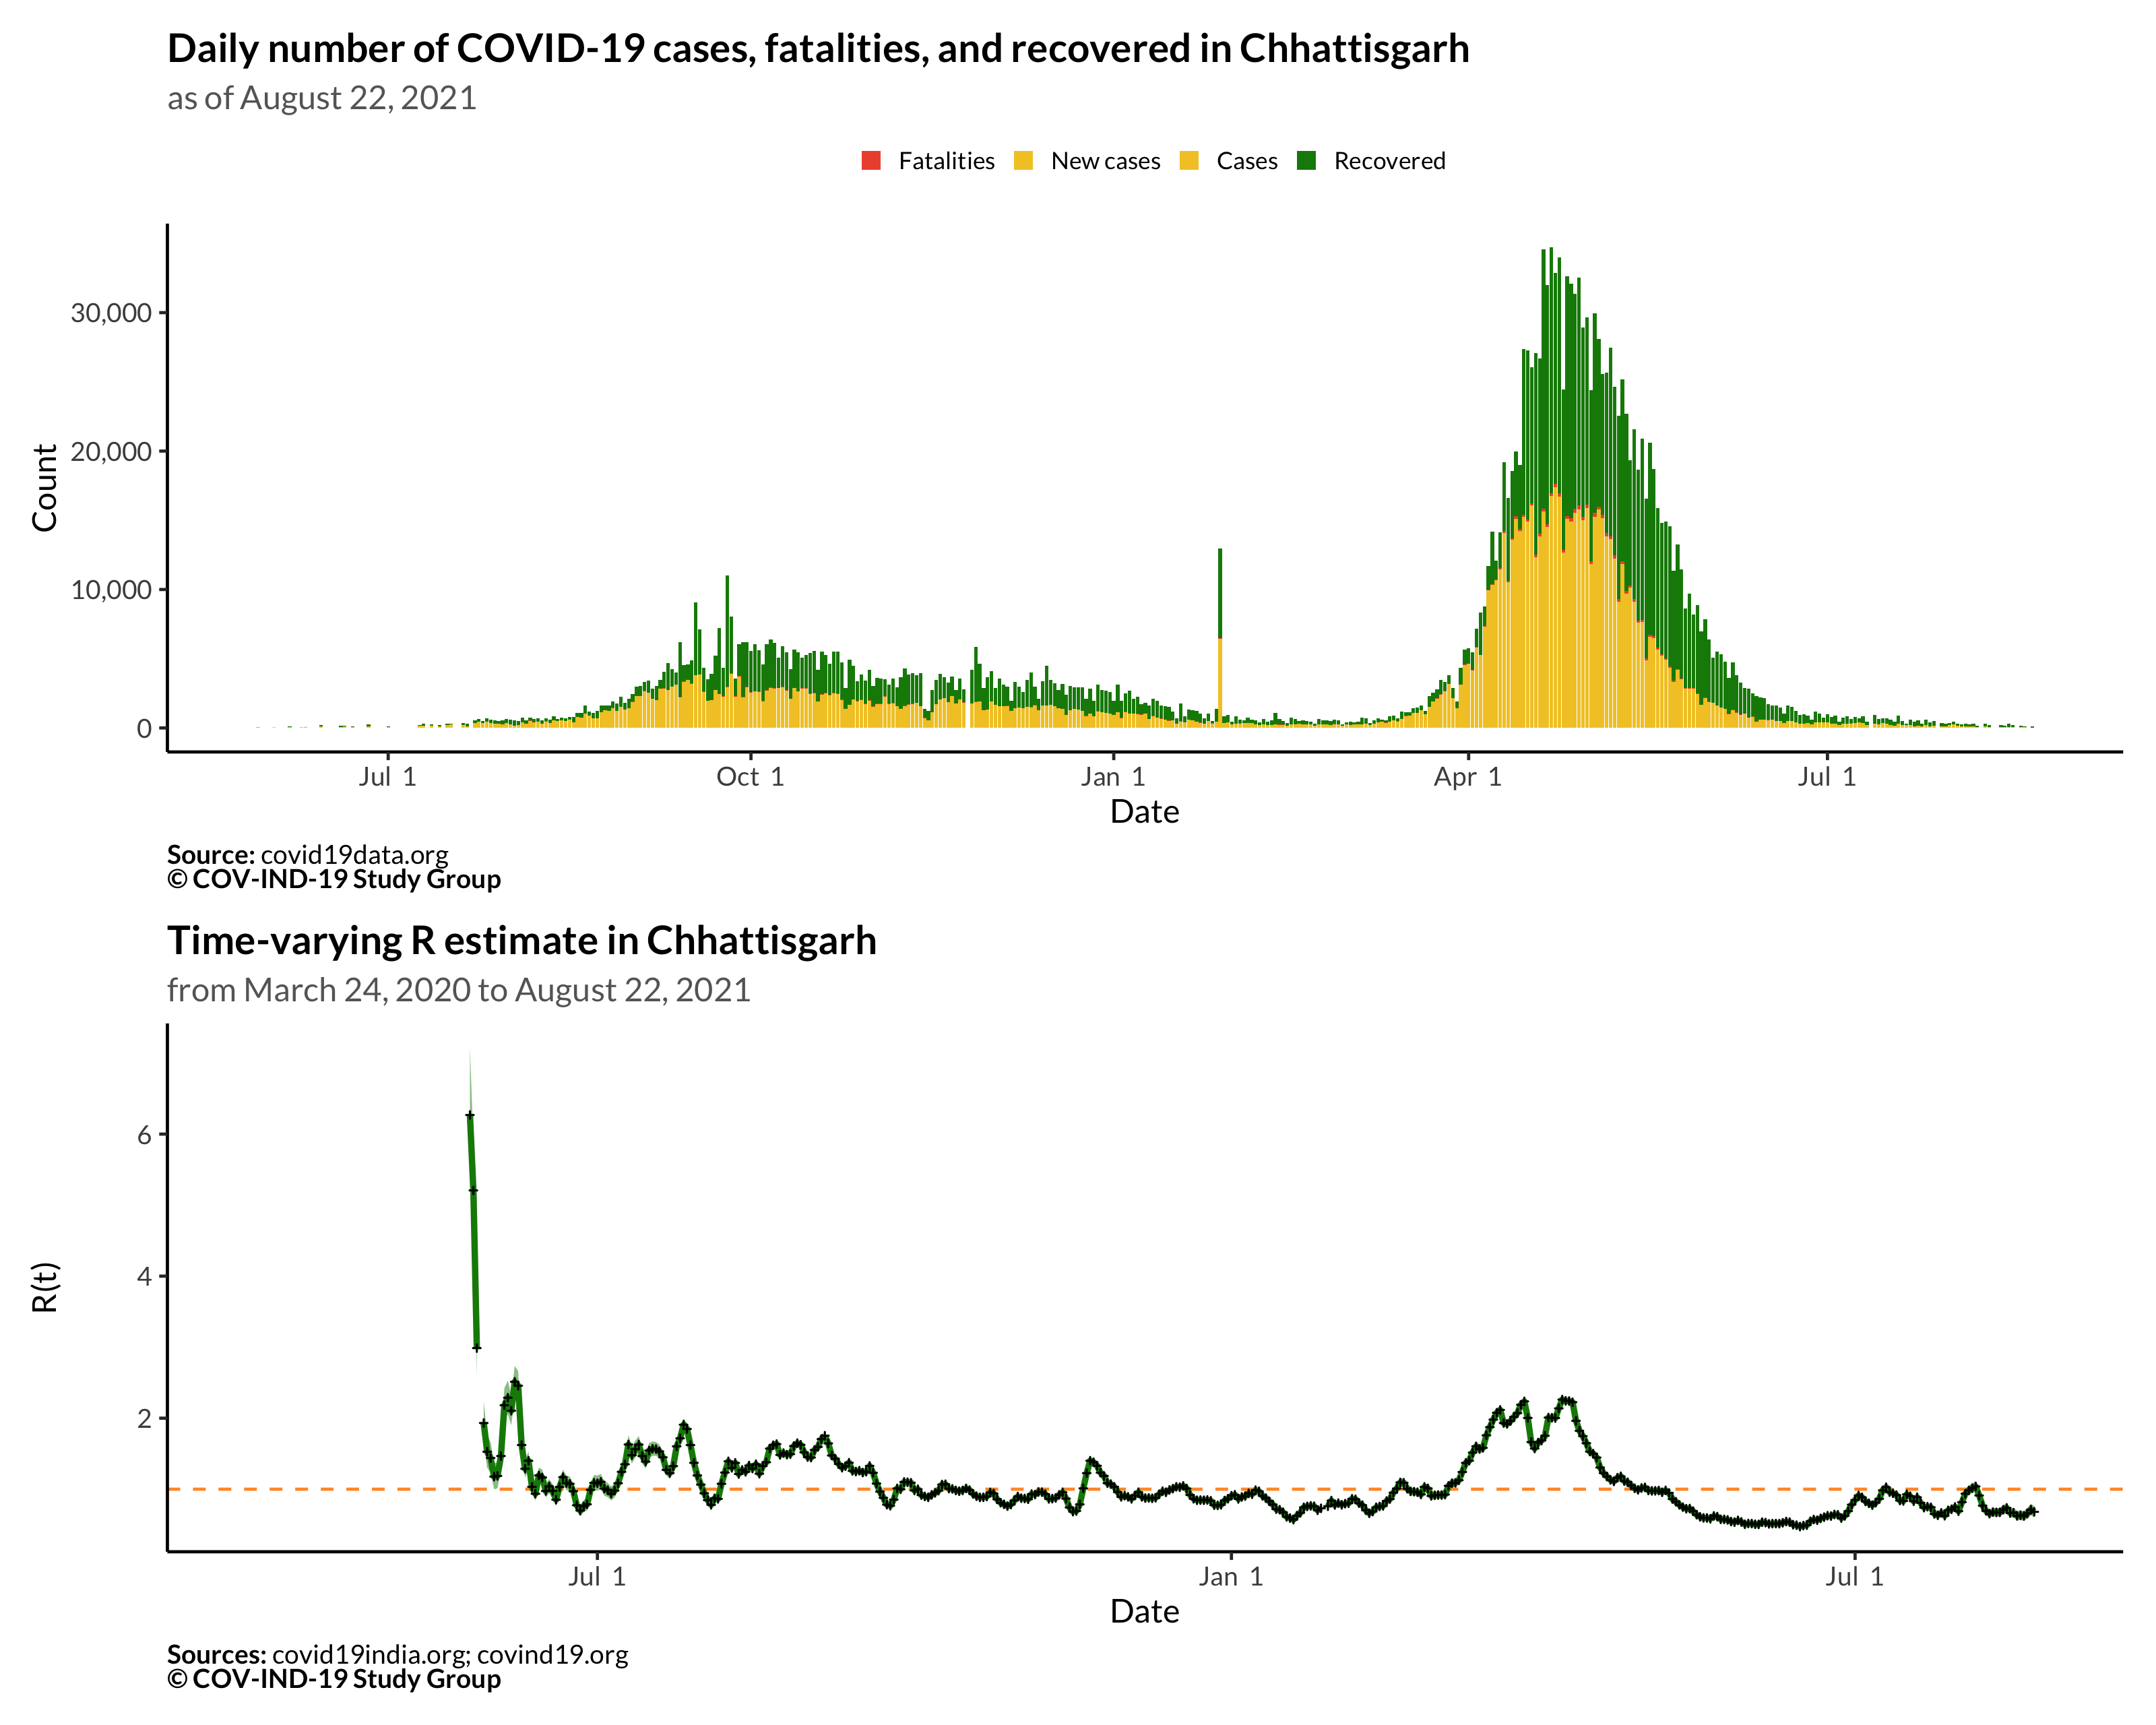 Daily number of COVID-19 cases, fatalities, and recovered in Chhattisgarh
as of August 22, 2021
Fatalities New cases Cases Recovered
30,000
20,000
10,000
0
Count
Jul 1 Oct 1 Jan 1 Apr 1 Jul 1
Date
Source: covid19data.org
© COV-IND-19 Study Group
Time-varying R estimate in Chhattisgarh
from March 24, 2020 to August 22, 2021
6
4
2
R(t)
Jul 1 Jan 1 Jul 1
Date
Sources: covid19india.org; covind19.org
© COV-IND-19 Study Group